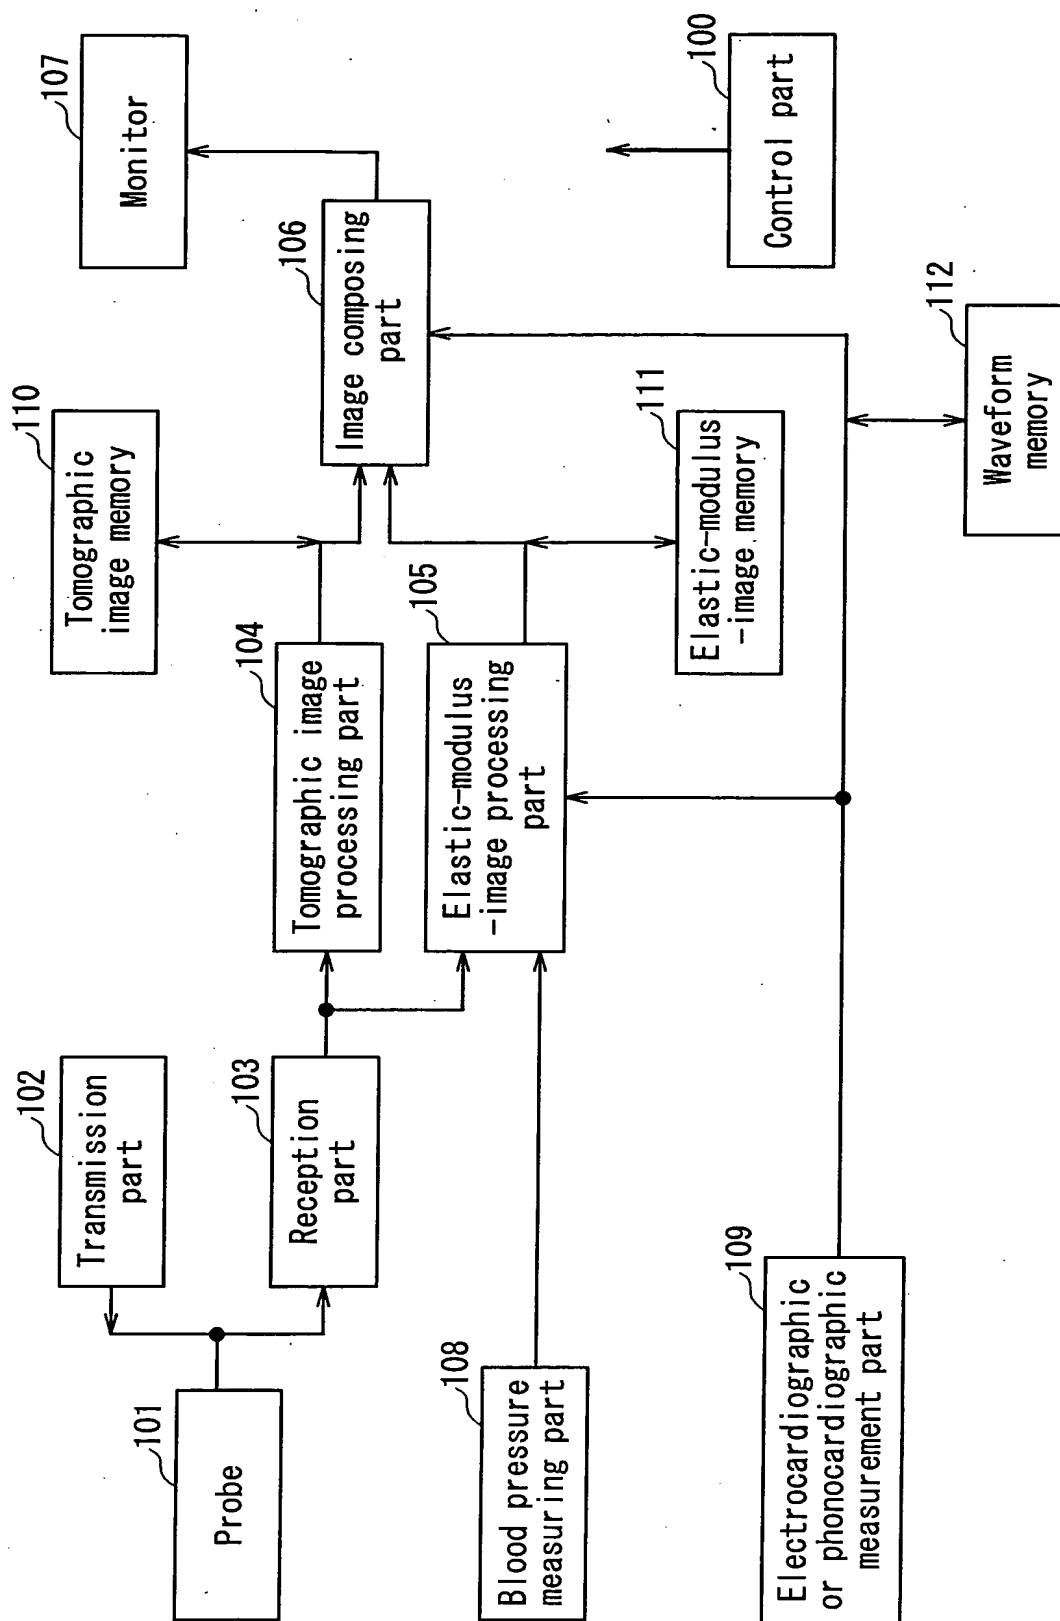 101
Probe
102
Transmission
part
103
Reception
part
104
Tomographic image
processing part
110
Tomographic
image memory
105
Elastic-modulus
-image processing
part
111
Elastic-modulus
-image memory
106
Image composing
part
107
Monitor
108
Blood pressure
measuring part
109
Electrocardiographic
or phonocardiographic
measurement part
112
Waveform
memory
100
Control part